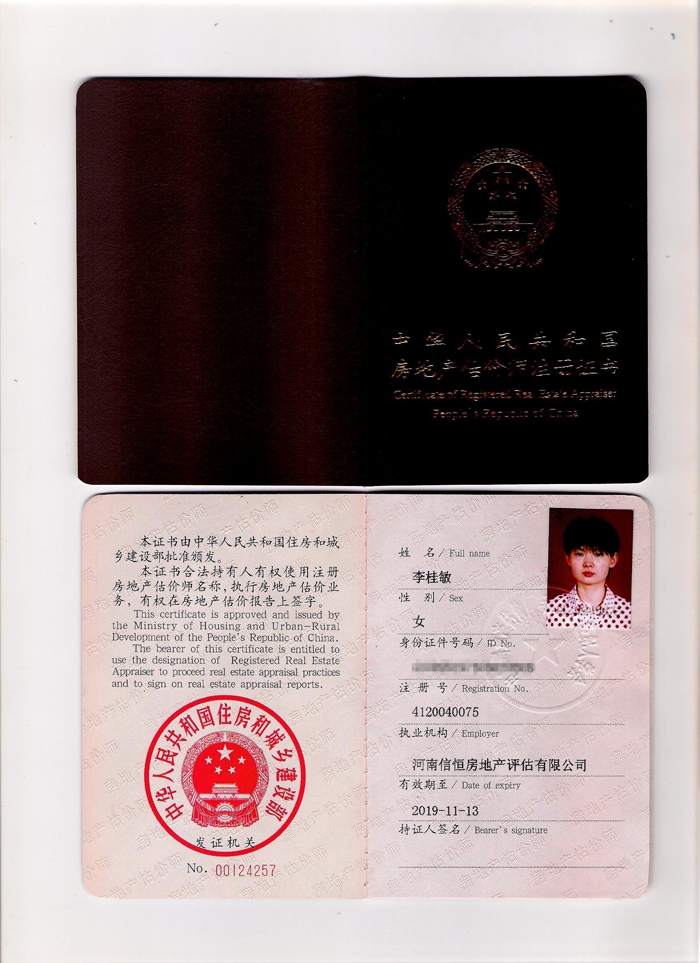 中华人民共和国
房地产估价师注册证书
Certificate of Registered Real Estate Appraiser
People's Republic of China
本证书由中华人民共和国住房和城
乡建设部批准颁发。
本证书合法持有人有权使用注册
房地产估价师名称,执行房地产估价业
务,有权在房地产估价报告上签字。
This certificate is approved and issued by
the Ministry of Housing and Urban-Rural
Development of the People's Republic of China.
The bearer of this certificate is entitled to
use the designation of Registered Real Estate
Appraiser to proceed real estate appraisal practices
and to sign on real estate appraisal reports.
中华人民共和国住房和城乡建设部
发证机关
No. 00124257
姓 名 / Full name
李桂敏
性 别 / Sex
女
身份证件号码 / ID No.
注 册 号 / Registration No.
4120040075
执业机构 / Employer
河南信恒房地产评估有限公司
有效期至 / Date of expiry
2019-11-13
持证人签名 / Bearer's signature